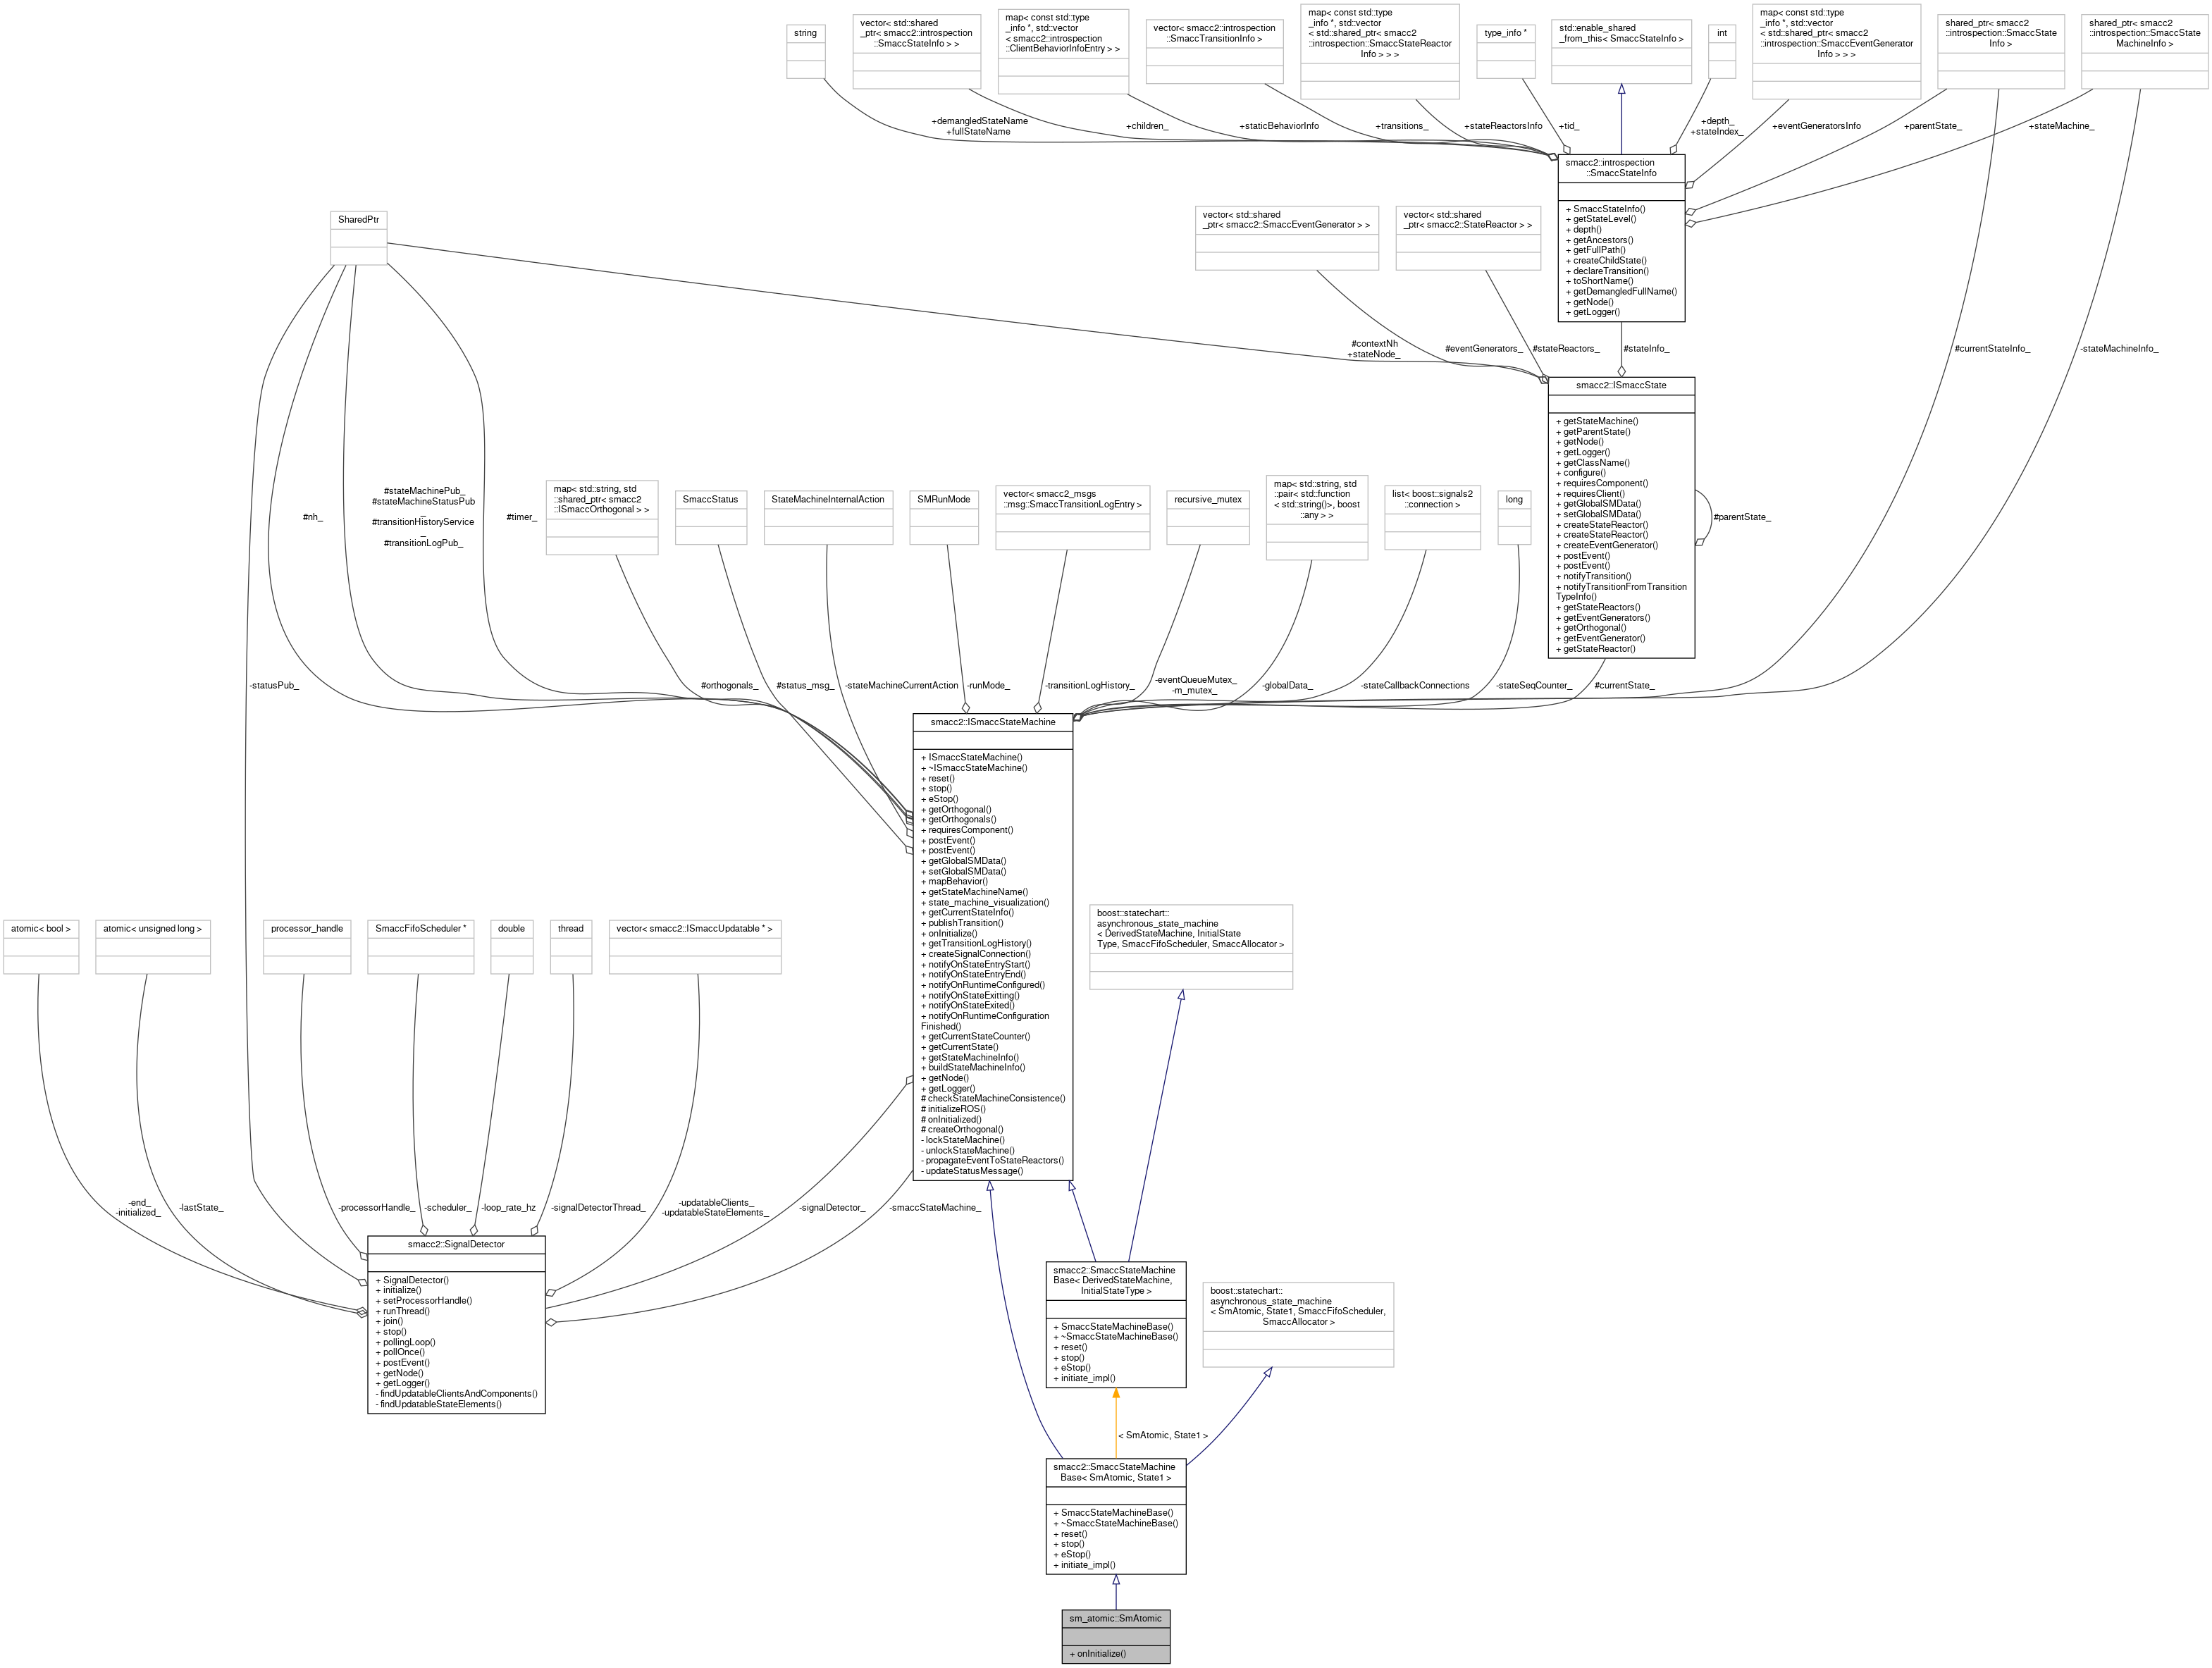 string
vector< std::shared
_ptr< smacc2::introspection
::SmaccStateInfo > >
map< const std::type
_info *, std::vector
< smacc2::introspection
::ClientBehaviorInfoEntry > >
vector< smacc2::introspection
::SmaccTransitionInfo >
map< const std::type
_info *, std::vector
< std::shared_ptr< smacc2
::introspection::SmaccStateReactor
Info > > >
type_info *
std::enable_shared
_from_this< SmaccStateInfo >
int
map< const std::type
_info *, std::vector
< std::shared_ptr< smacc2
::introspection::SmaccEventGenerator
Info > > >
shared_ptr< smacc2
::introspection::SmaccState
Info >
shared_ptr< smacc2
::introspection::SmaccState
MachineInfo >
+demangledStateName
+fullStateName
+children_
+staticBehaviorInfo
+transitions_
+stateReactorsInfo
+tid_
+depth_
+stateIndex_
+eventGeneratorsInfo
+parentState_
+stateMachine_
smacc2::introspection
::SmaccStateInfo
+ SmaccStateInfo()
+ getStateLevel()
+ depth()
+ getAncestors()
+ getFullPath()
+ createChildState()
+ declareTransition()
+ toShortName()
+ getDemangledFullName()
+ getNode()
+ getLogger()
SharedPtr
vector< std::shared
_ptr< smacc2::SmaccEventGenerator > >
vector< std::shared
_ptr< smacc2::StateReactor > >
#contextNh
+stateNode_
#eventGenerators_
#stateReactors_
#stateInfo_
#currentStateInfo_
-stateMachineInfo_
smacc2::ISmaccState
+ getStateMachine()
+ getParentState()
+ getNode()
+ getLogger()
+ getClassName()
+ configure()
+ requiresComponent()
+ requiresClient()
+ getGlobalSMData()
+ setGlobalSMData()
+ createStateReactor()
+ createStateReactor()
+ createEventGenerator()
+ postEvent()
+ postEvent()
+ notifyTransition()
+ notifyTransitionFromTransition
TypeInfo()
+ getStateReactors()
+ getEventGenerators()
+ getOrthogonal()
+ getEventGenerator()
+ getStateReactor()
#parentState_
#nh_
#stateMachinePub_
#stateMachineStatusPub
_
#transitionHistoryService
_
#transitionLogPub_
#timer_
map< std::string, std
::shared_ptr< smacc2
::ISmaccOrthogonal > >
SmaccStatus
StateMachineInternalAction
SMRunMode
vector< smacc2_msgs
::msg::SmaccTransitionLogEntry >
recursive_mutex
map< std::string, std
::pair< std::function
< std::string()>, boost
::any > >
list< boost::signals2
::connection >
long
-statusPub_
#orthogonals_
#status_msg_
-stateMachineCurrentAction
-runMode_
-transitionLogHistory_
-eventQueueMutex_
-m_mutex_
-globalData_
-stateCallbackConnections
-stateSeqCounter_
#currentState_
smacc2::ISmaccStateMachine
+ ISmaccStateMachine()
+ ~ISmaccStateMachine()
+ reset()
+ stop()
+ eStop()
+ getOrthogonal()
+ getOrthogonals()
+ requiresComponent()
+ postEvent()
+ postEvent()
+ getGlobalSMData()
+ setGlobalSMData()
+ mapBehavior()
+ getStateMachineName()
+ state_machine_visualization()
+ getCurrentStateInfo()
+ publishTransition()
+ onInitialize()
+ getTransitionLogHistory()
+ createSignalConnection()
+ notifyOnStateEntryStart()
+ notifyOnStateEntryEnd()
+ notifyOnRuntimeConfigured()
+ notifyOnStateExitting()
+ notifyOnStateExited()
+ notifyOnRuntimeConfiguration
Finished()
+ getCurrentStateCounter()
+ getCurrentState()
+ getStateMachineInfo()
+ buildStateMachineInfo()
+ getNode()
+ getLogger()
# checkStateMachineConsistence()
# initializeROS()
# onInitialized()
# createOrthogonal()
- lockStateMachine()
- unlockStateMachine()
- propagateEventToStateReactors()
- updateStatusMessage()
atomic< bool >
atomic< unsigned long >
processor_handle
SmaccFifoScheduler *
double
thread
vector< smacc2::ISmaccUpdatable * >
boost::statechart::
asynchronous_state_machine
< DerivedStateMachine, InitialState
Type, SmaccFifoScheduler, SmaccAllocator >
-end_
-initialized_
-lastState_
-processorHandle_
-scheduler_
-loop_rate_hz
-signalDetectorThread_
-updatableClients_
-updatableStateElements_
-signalDetector_
-smaccStateMachine_
smacc2::SignalDetector
+ SignalDetector()
+ initialize()
+ setProcessorHandle()
+ runThread()
+ join()
+ stop()
+ pollingLoop()
+ pollOnce()
+ postEvent()
+ getNode()
+ getLogger()
- findUpdatableClientsAndComponents()
- findUpdatableStateElements()
smacc2::SmaccStateMachine
Base< DerivedStateMachine,
InitialStateType >
+ SmaccStateMachineBase()
+ ~SmaccStateMachineBase()
+ reset()
+ stop()
+ eStop()
+ initiate_impl()
boost::statechart::
asynchronous_state_machine
< SmAtomic, State1, SmaccFifoScheduler,
SmaccAllocator >
< SmAtomic, State1 >
smacc2::SmaccStateMachine
Base< SmAtomic, State1 >
+ SmaccStateMachineBase()
+ ~SmaccStateMachineBase()
+ reset()
+ stop()
+ eStop()
+ initiate_impl()
sm_atomic::SmAtomic
+ onInitialize()